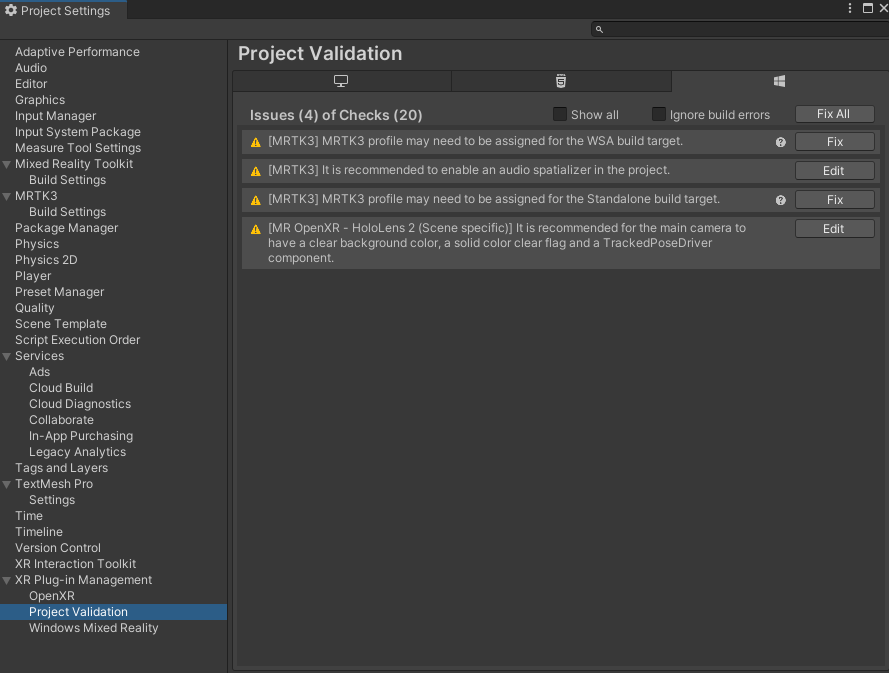 Project Settings
Adaptive Performance
Audio
Editor
Graphics
Input Manager
Input System Package
Measure Tool Settings
Mixed Reality Toolkit
Build Settings
MRTK3
Build Settings
Package Manager
Physics
Physics 2D
Player
Preset Manager
Quality
Scene Template
Script Execution Order
Services
Ads
Cloud Build
Cloud Diagnostics
Collaborate
In-App Purchasing
Legacy Analytics
Tags and Layers
TextMesh Pro
Settings
Time
Timeline
Version Control
XR Interaction Toolkit
XR Plug-in Management
OpenXR
Project Validation
Windows Mixed Reality
Project Validation
Issues (4) of Checks (20)
Show all
Ignore build errors
Fix All
[MRTK3] MRTK3 profile may need to be assigned for the WSA build target.
Fix
[MRTK3] It is recommended to enable an audio spatializer in the project.
Edit
[MRTK3] MRTK3 profile may need to be assigned for the Standalone build target.
Fix
[MR OpenXR - HoloLens 2 (Scene specific)] It is recommended for the main camera to
have a clear background color, a solid color clear flag and a TrackedPoseDriver
component.
Edit